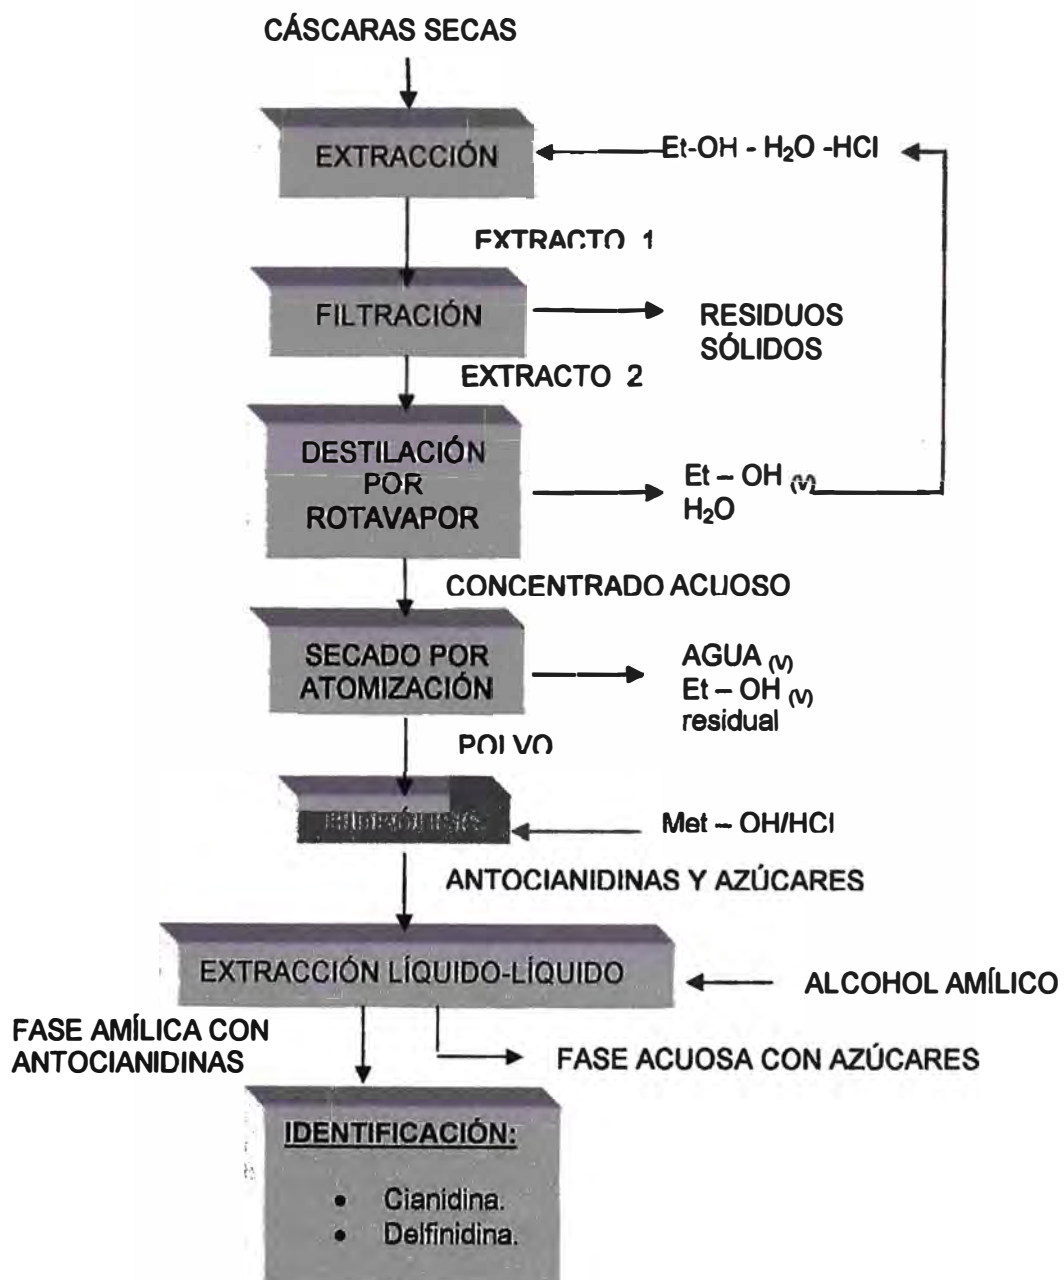 CÁSCARAS SECAS
EXTRACCIÓN
Et-OH - H₂O -HCl
EXTRACTO 1
FILTRACIÓN
RESIDUOS
SÓLIDOS
EXTRACTO 2
DESTILACIÓN
POR
ROTAVAPOR
Et – OH (V)
H₂O
CONCENTRADO ACUOSO
SECADO POR
ATOMIZACIÓN
AGUA (V)
Et – OH (V)
residual
POLVO
HIDRÓLISIS
Met – OH/HCl
ANTOCIANIDINAS Y AZÚCARES
EXTRACCIÓN LÍQUIDO-LÍQUIDO
ALCOHOL AMÍLICO
FASE AMÍLICA CON
ANTOCIANIDINAS
FASE ACUOSA CON AZÚCARES
IDENTIFICACIÓN:
• Cianidina.
• Delfinidina.